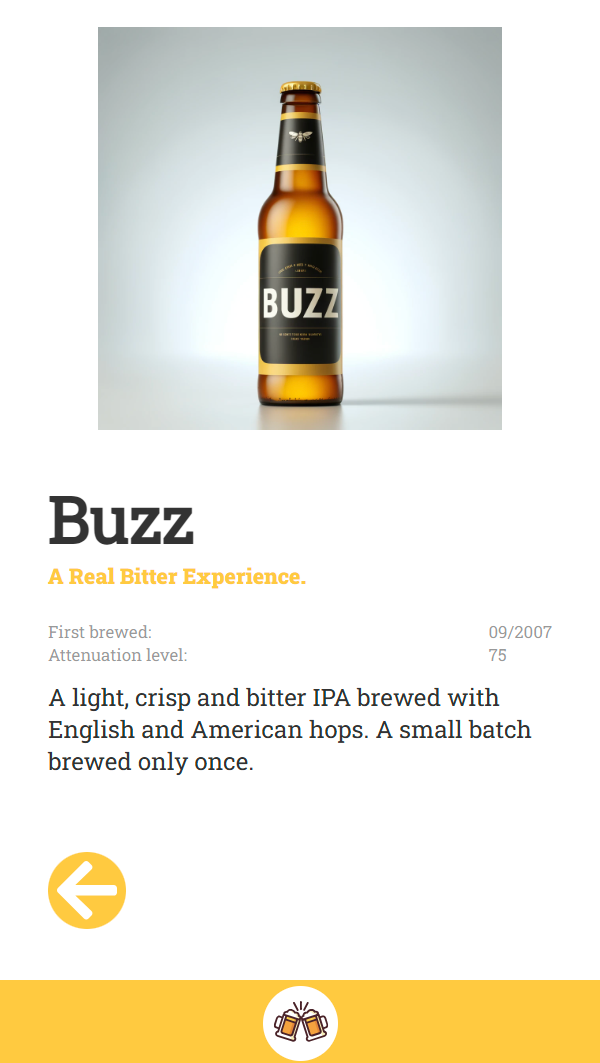 BUZZ
Buzz
A Real Bitter Experience.
First brewed: 09/2007
Attenuation level: 75
A light, crisp and bitter IPA brewed with
English and American hops. A small batch
brewed only once.